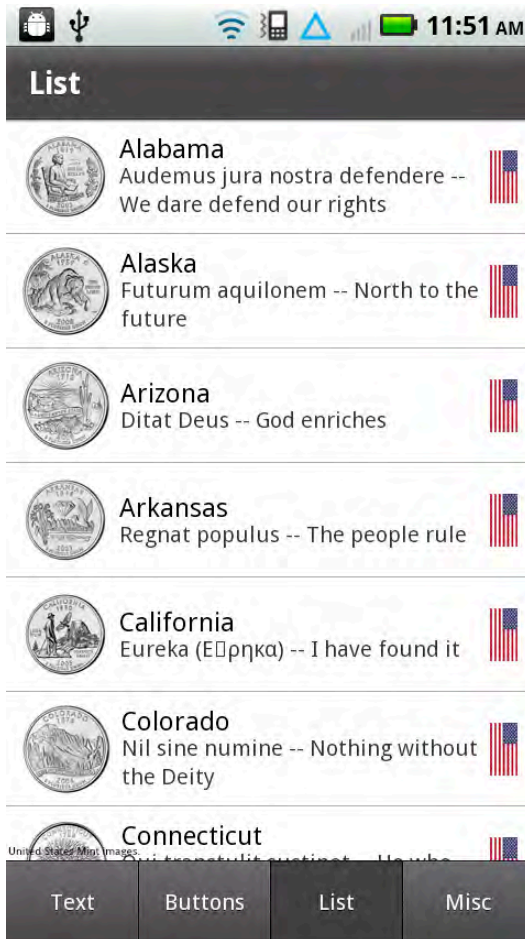 11:51 AM
List
Alabama
Audemus jura nostra defendere --
We dare defend our rights
Alaska
Futurum aquilonem -- North to the
future
Arizona
Ditat Deus -- God enriches
Arkansas
Regnat populus -- The people rule
California
Eureka (Ε▯ρηκα) -- I have found it
Colorado
Nil sine numine -- Nothing without
the Deity
Connecticut
United States Mint images.
Text Buttons List Misc